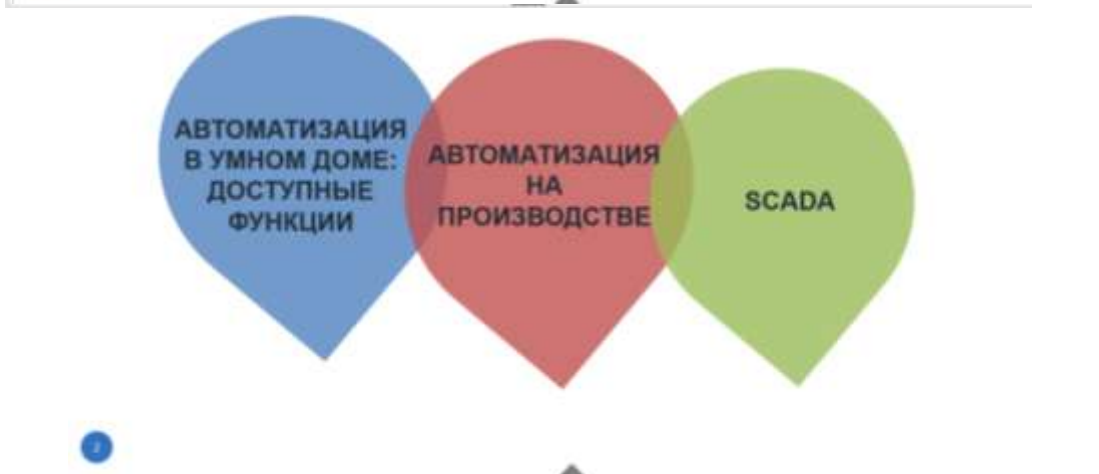 АВТОМАТИЗАЦИЯ
В УМНОМ ДОМЕ:
ДОСТУПНЫЕ
ФУНКЦИИ
АВТОМАТИЗАЦИЯ
НА
ПРОИЗВОДСТВЕ
SCADA